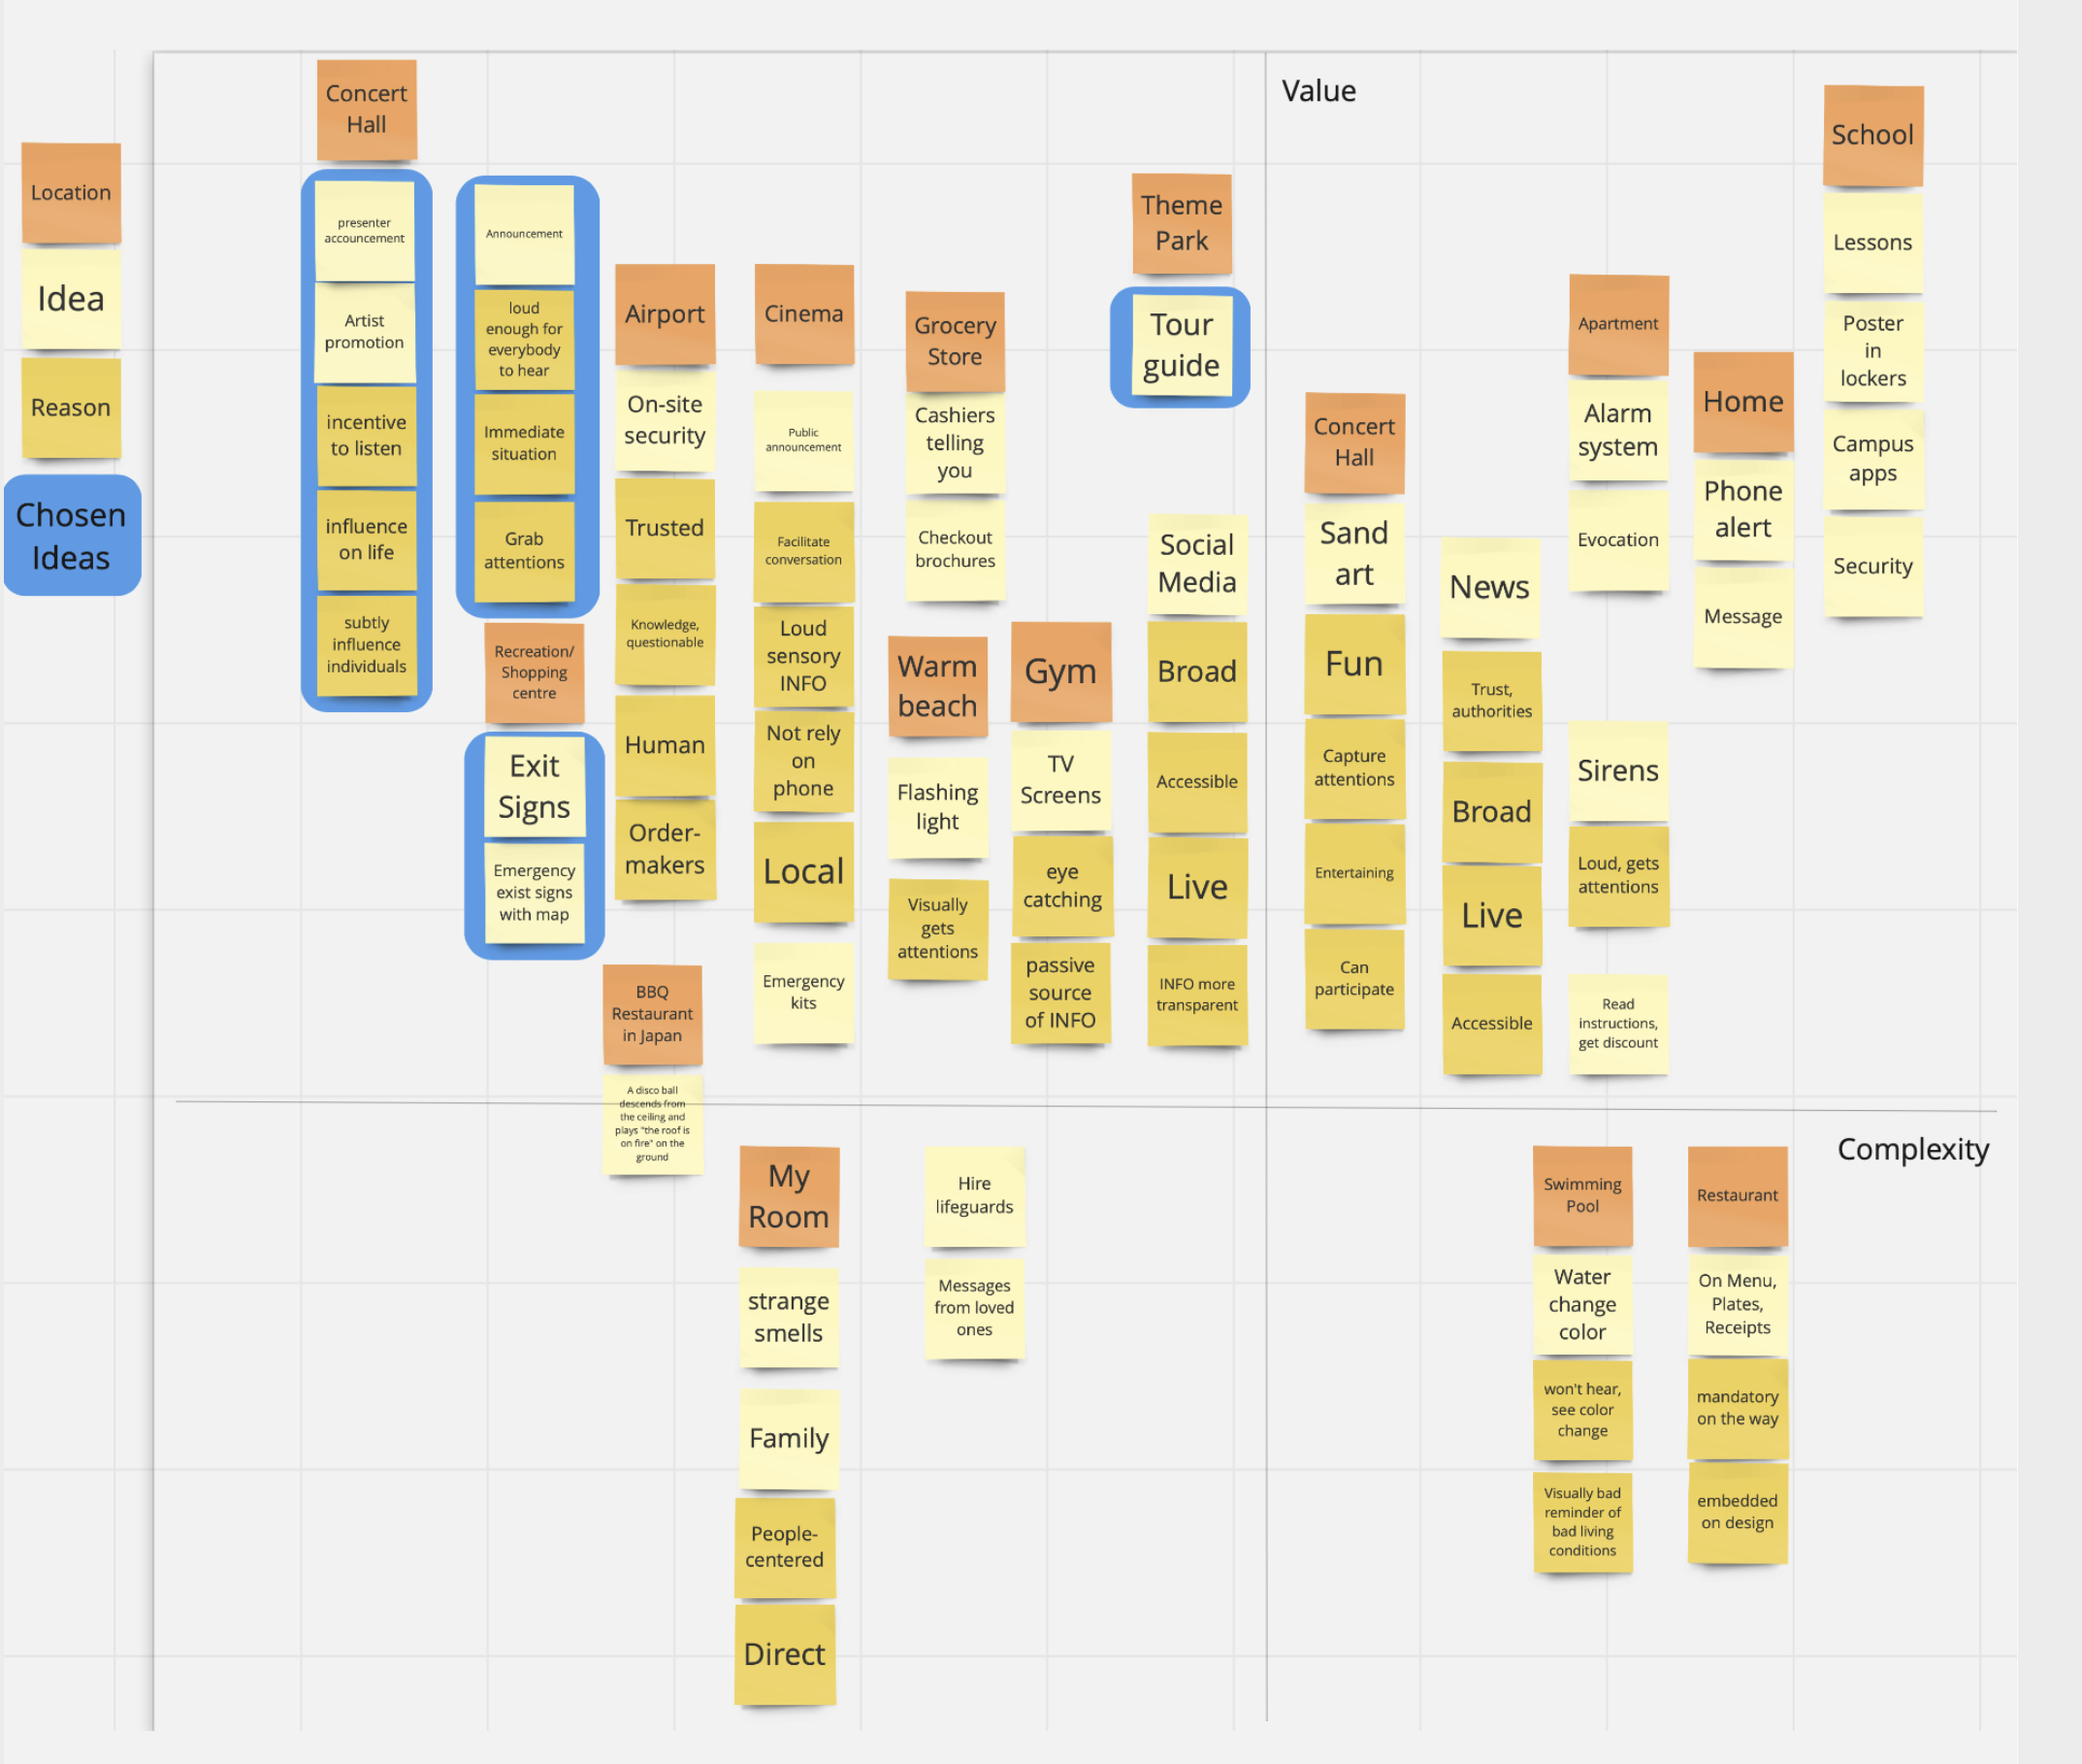 Location
Idea
Reason
Chosen
Ideas
Concert
Hall
presenter
accouncement
Artist
promotion
incentive
to listen
influence
on life
subtly
influence
individuals
Announcement
loud
enough for
everybody
to hear
Immediate
situation
Grab
attentions
Recreation/
Shopping
centre
Exit
Signs
Emergency
exist signs
with map
Airport
On-site
security
Trusted
Knowledge,
questionable
Human
Order-
makers
BBQ
Restaurant
in Japan
A disco ball
descends from
the ceiling and
plays "the roof is
on fire" on the
ground
Cinema
Public
announcement
Facilitate
conversation
Loud
sensory
INFO
Not rely
on
phone
Local
Emergency
kits
Grocery
Store
Cashiers
telling
you
Checkout
brochures
Warm
beach
Flashing
light
Visually
gets
attentions
Gym
TV
Screens
eye
catching
passive
source
of INFO
Theme
Park
Tour
guide
Social
Media
Broad
Accessible
Live
INFO more
transparent
Value
Concert
Hall
Sand
art
Fun
Capture
attentions
Entertaining
Can
participate
News
Trust,
authorities
Broad
Live
Accessible
Apartment
Alarm
system
Evocation
Sirens
Loud, gets
attentions
Read
instructions,
get discount
Home
Phone
alert
Message
School
Lessons
Poster
in
lockers
Campus
apps
Security
Complexity
My
Room
strange
smells
Family
People-
centered
Direct
Hire
lifeguards
Messages
from loved
ones
Swimming
Pool
Water
change
color
won't hear,
see color
change
Visually bad
reminder of
bad living
conditions
Restaurant
On Menu,
Plates,
Receipts
mandatory
on the way
embedded
on design